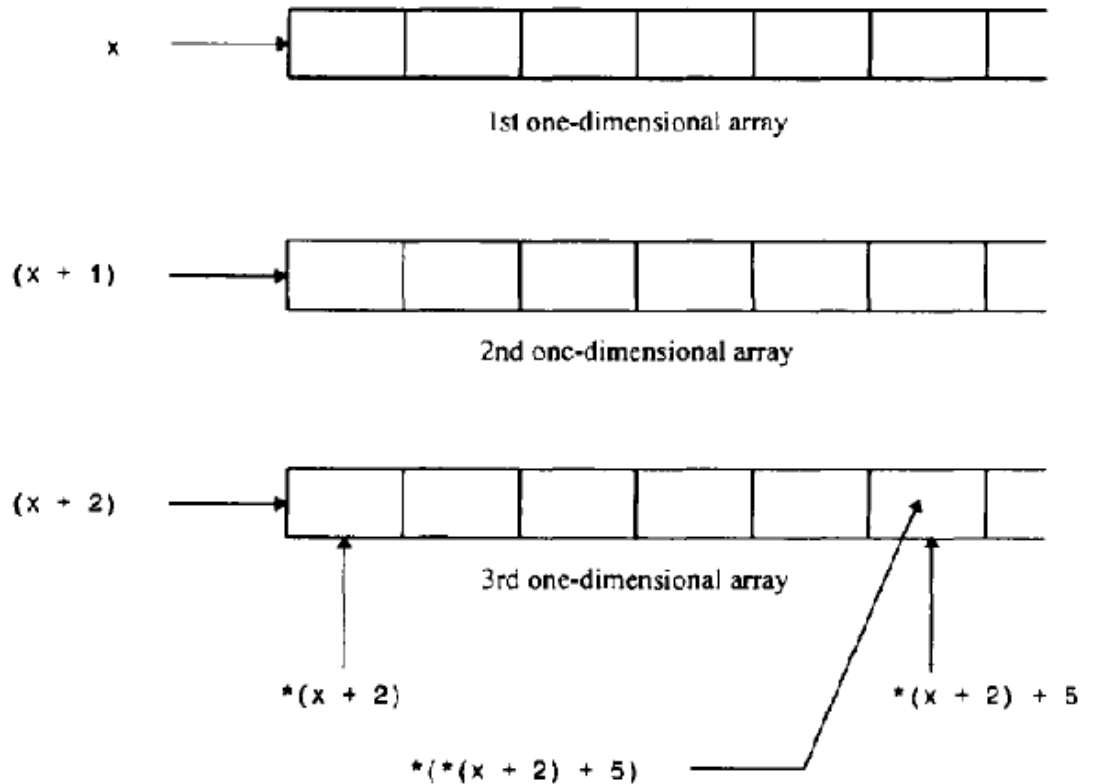 x
1st one-dimensional array
(x + 1)
2nd one-dimensional array
(x + 2)
3rd one-dimensional array
*(x + 2)
*(x + 2) + 5
*(*(x + 2) + 5)